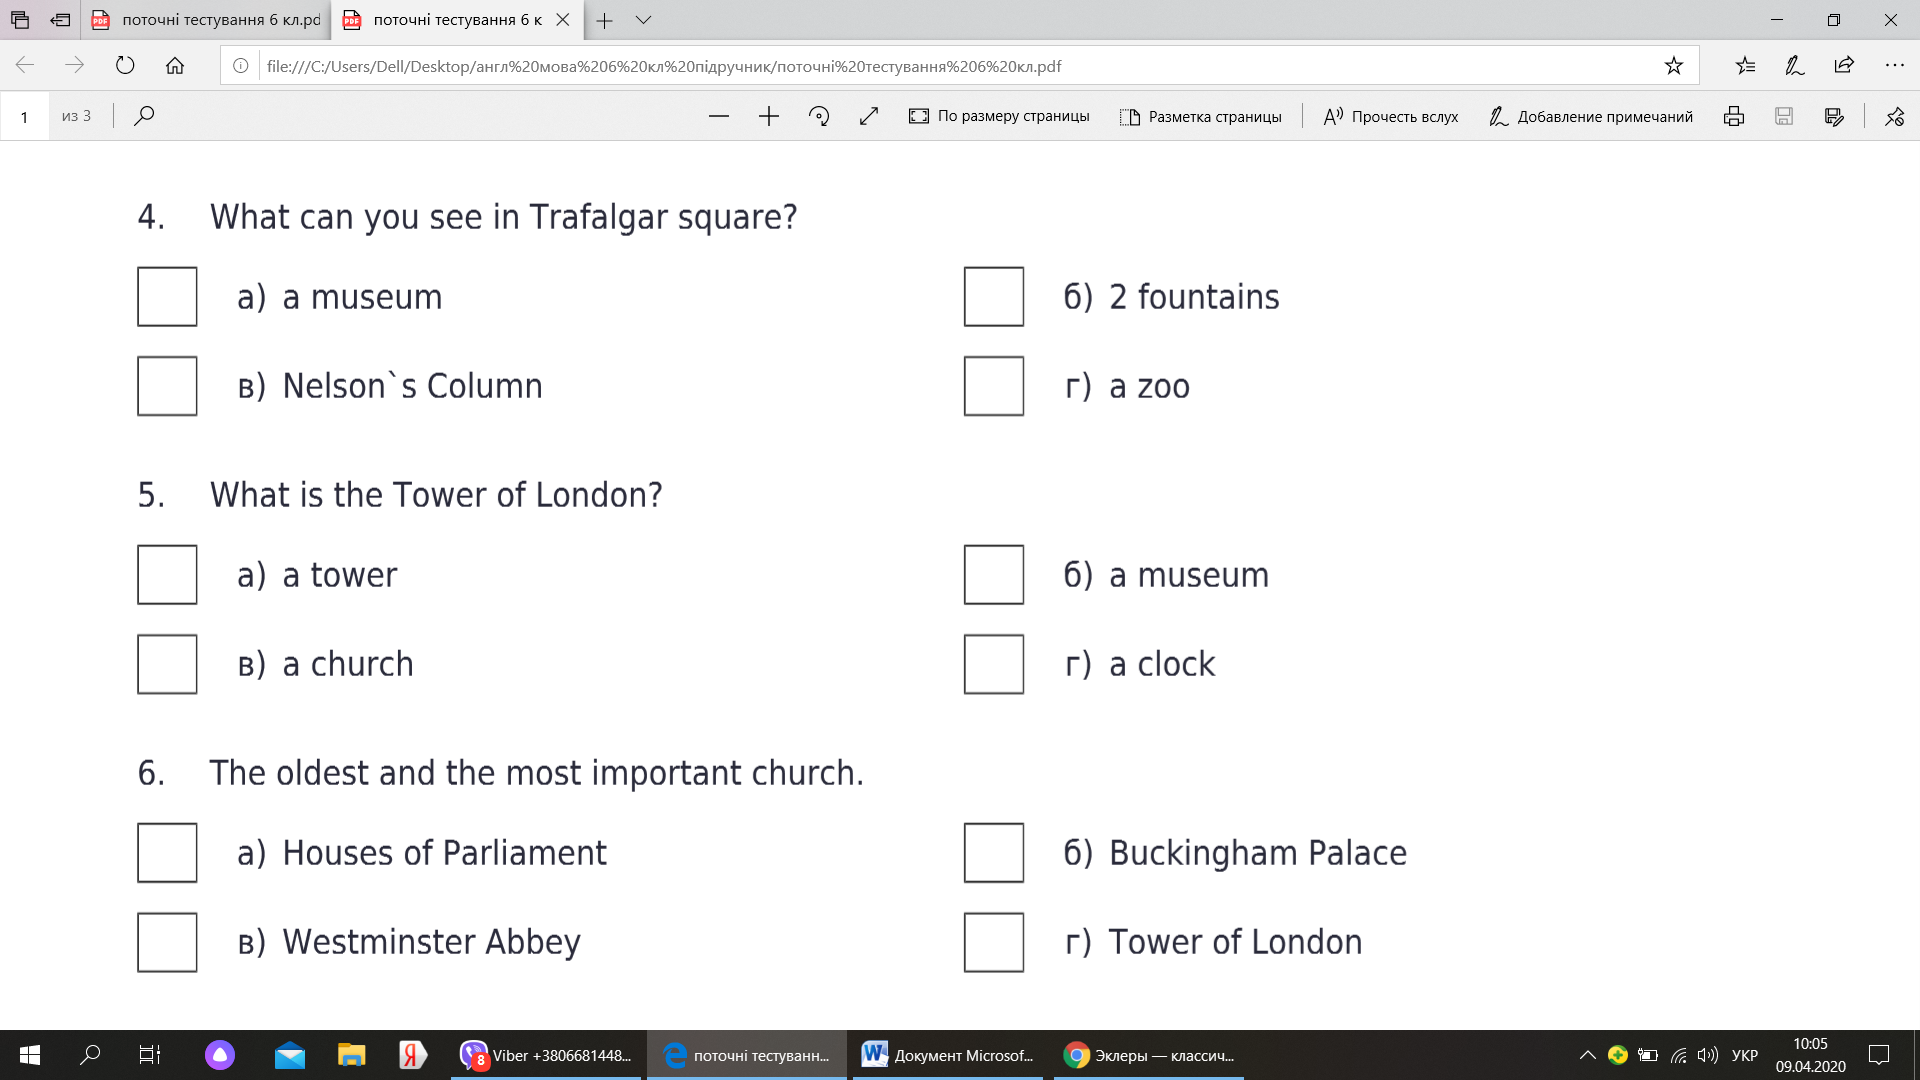 поточні тестування 6 кл.pd
поточні тестування 6 к
file:///C:/Users/Dell/Desktop/англ%20мова%206%20кл%20підручник/поточні%20тестування%206%20кл.pdf
1 из 3
По размеру страницы
Разметка страницы
Прочесть вслух
Добавление примечаний
4. What can you see in Trafalgar square?
а) a museum
б) 2 fountains
в) Nelson`s Column
г) a zoo
5. What is the Tower of London?
а) a tower
б) a museum
в) a church
г) a clock
6. The oldest and the most important church.
а) Houses of Parliament
б) Buckingham Palace
в) Westminster Abbey
г) Tower of London
8
Viber +3806681448...
поточні тестуванн...
Документ Microsof...
Эклеры — классич...
УКР
10:05
09.04.2020